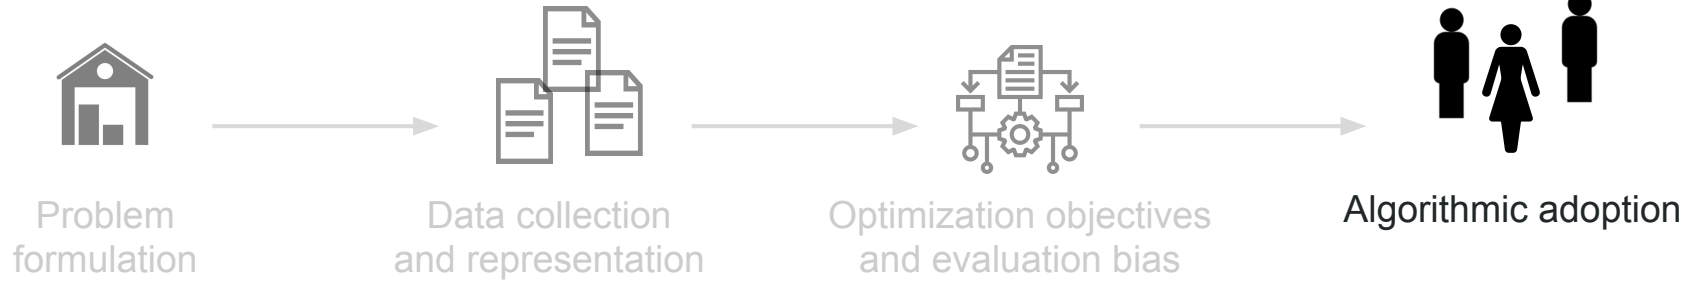 Problem
formulation
Data collection
and representation
Optimization objectives
and evaluation bias
Algorithmic adoption